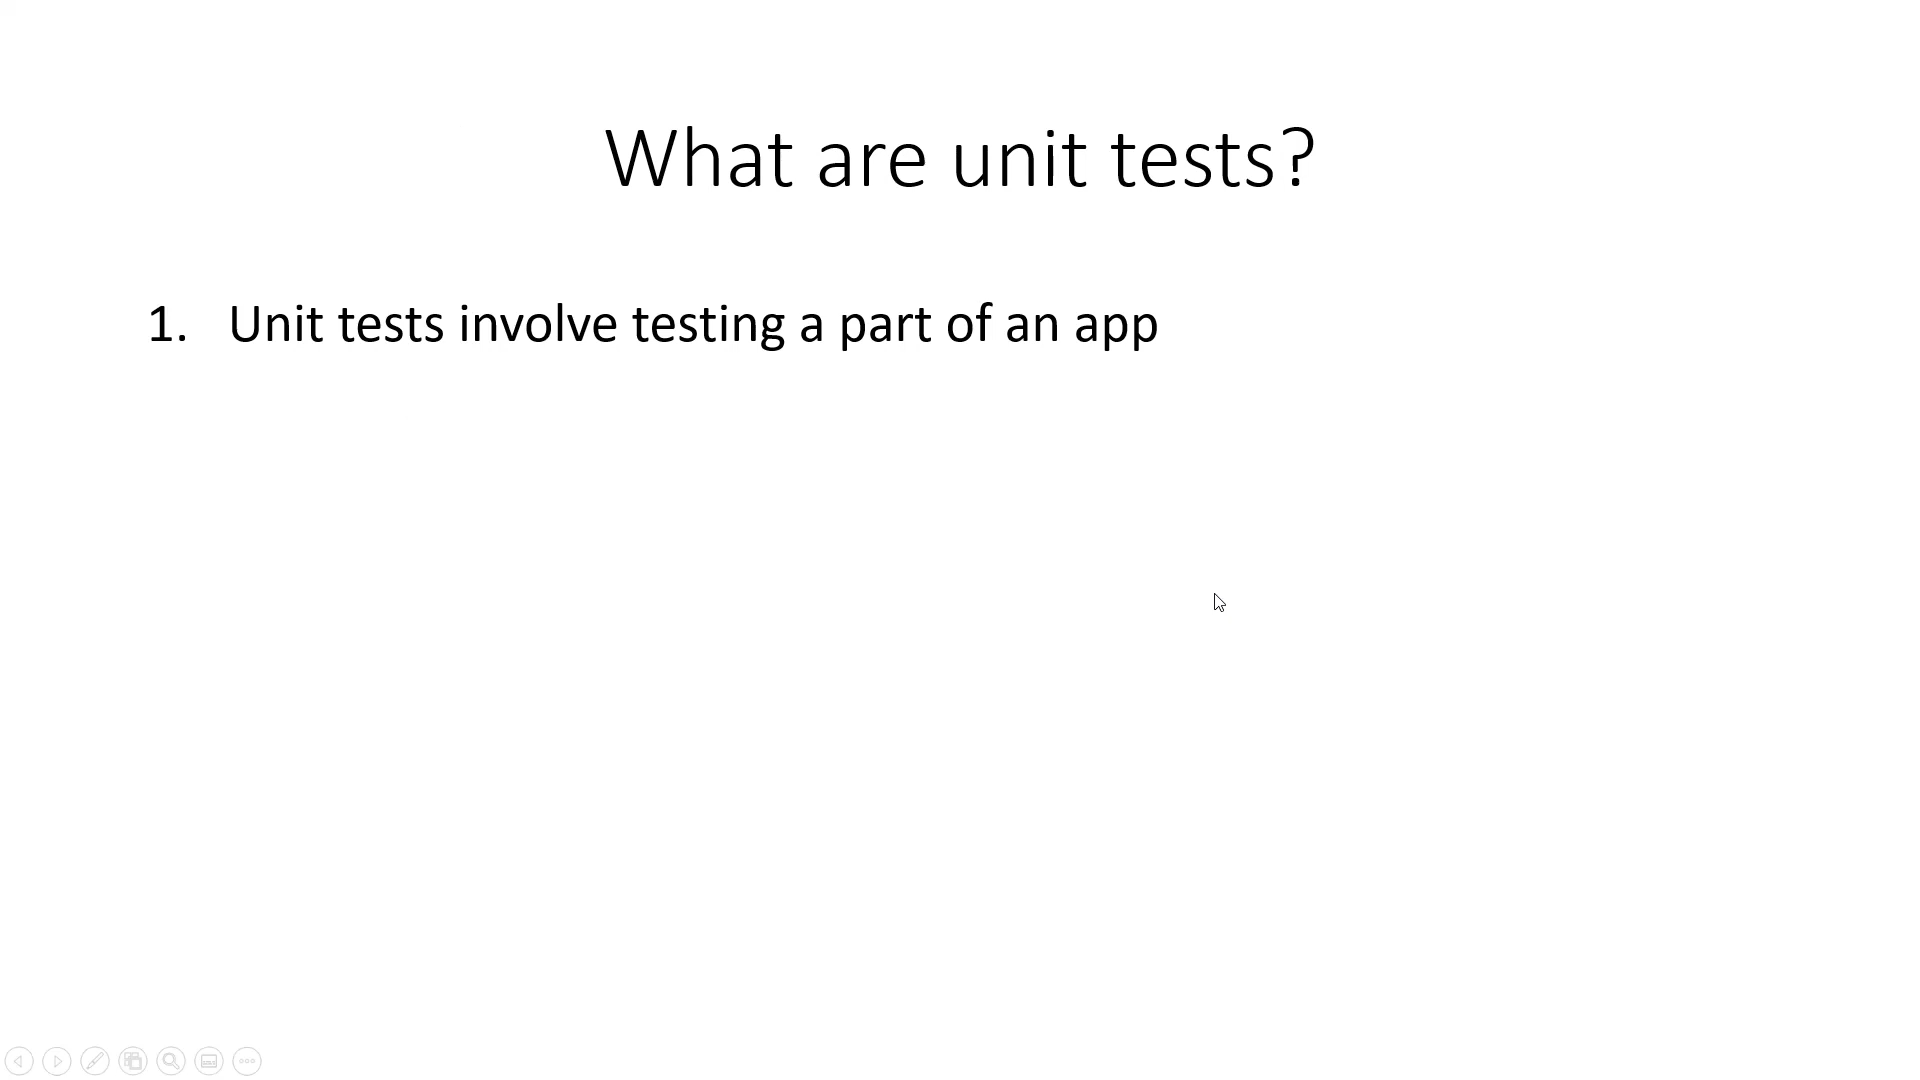 What are unit tests?
1. Unit tests involve testing a part of an app